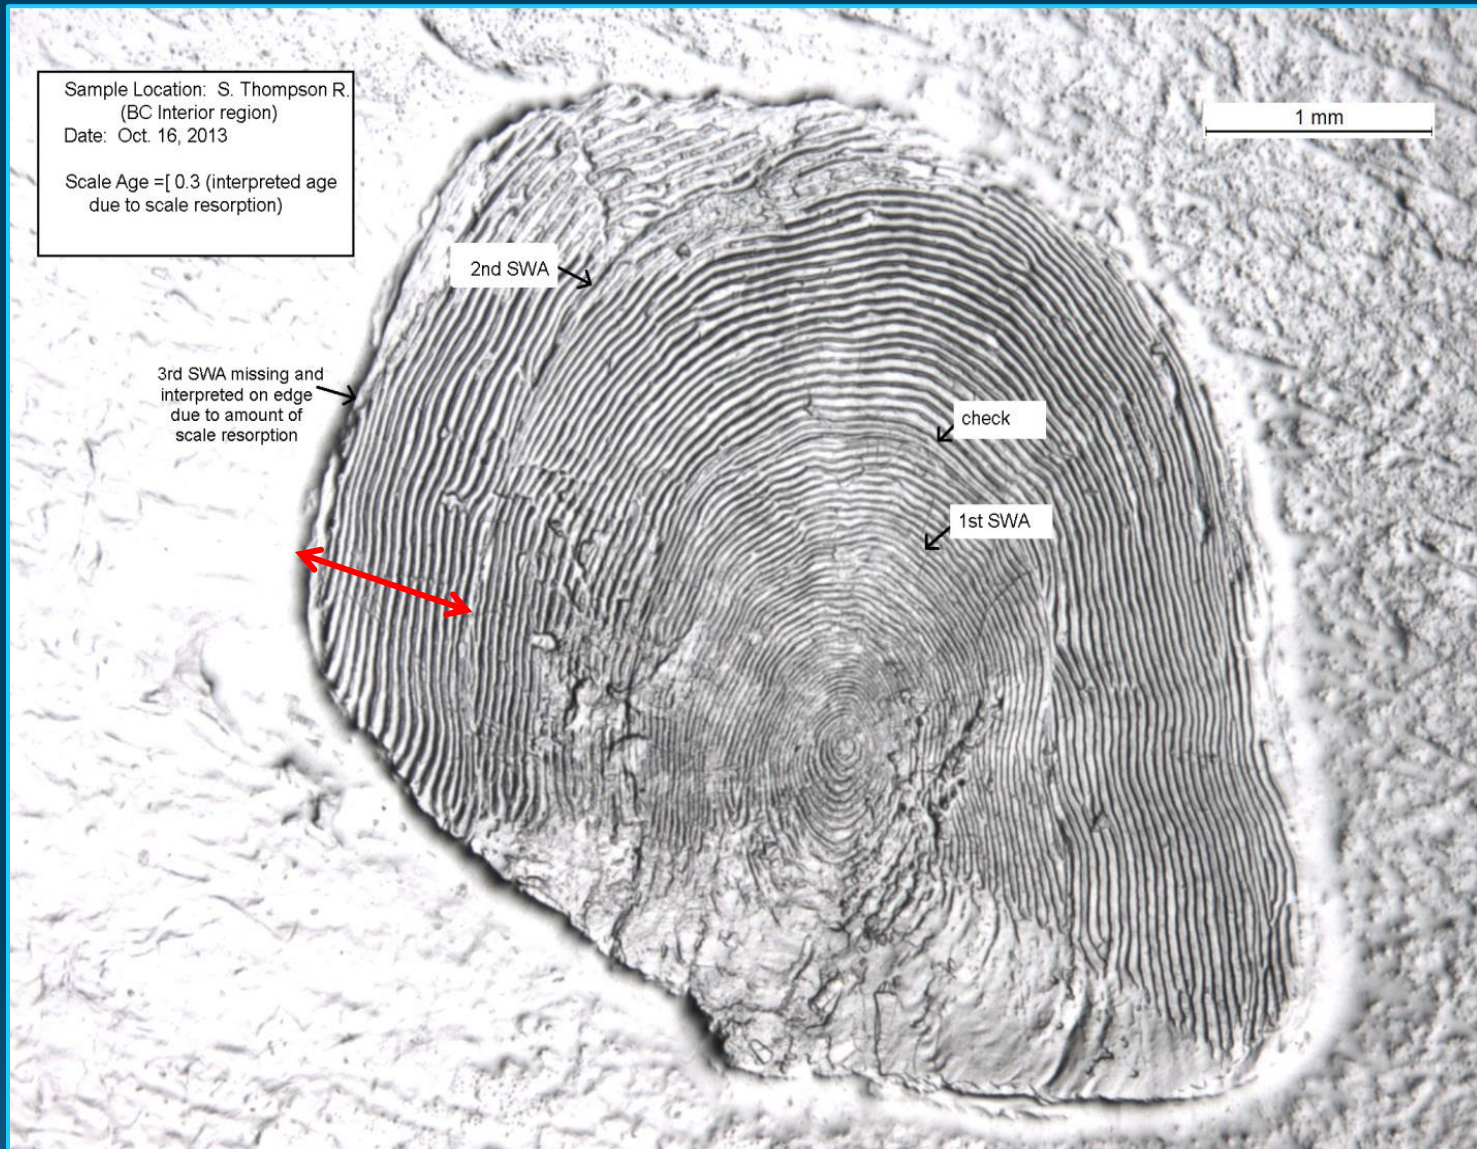 Sample Location: S. Thompson R.
(BC Interior region)
Date: Oct. 16, 2013
Scale Age =[ 0.3 (interpreted age
due to scale resorption)
1 mm
2nd SWA
3rd SWA missing and
interpreted on edge
due to amount of
scale resorption
check
1st SWA